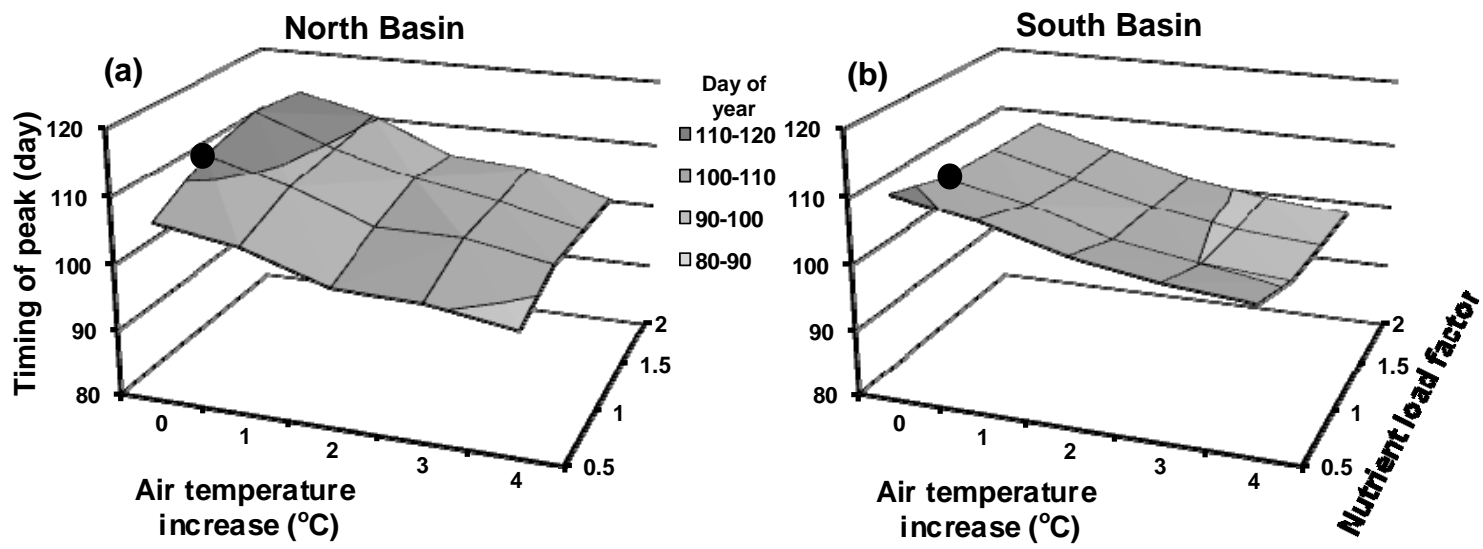 North Basin
South Basin
(a)
(b)
Day of
year
110-120
100-110
90-100
80-90
Timing of peak (day)
120
110
100
90
80
0
1
2
3
4
0.5
1
1.5
2
Air temperature
increase (°C)
120
110
100
90
80
0
1
2
3
4
0.5
1
1.5
2
Air temperature
increase (°C)
Nutrient load factor